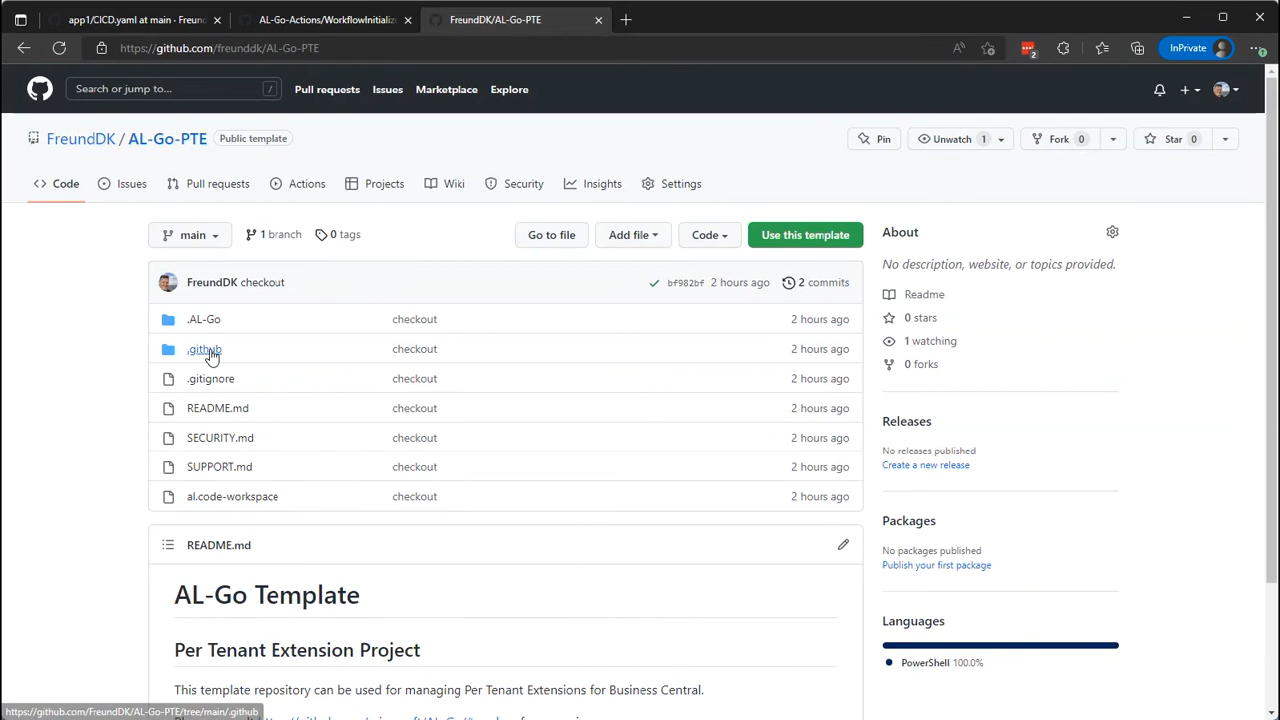 app1/CICD.yaml at main · Freund
AL-Go-Actions/WorkflowInitializ
FreundDK/AL-Go-PTE
https://github.com/freunddk/AL-Go-PTE
2
InPrivate
Search or jump to...
/
Pull requests
Issues
Marketplace
Explore
FreundDK / AL-Go-PTE
Public template
Pin
Unwatch 1
Fork 0
Star 0
Code
Issues
Pull requests
Actions
Projects
Wiki
Security
Insights
Settings
main
1 branch
0 tags
Go to file
Add file
Code
Use this template
FreundDK checkout
bf982bf 2 hours ago
2 commits
.AL-Go checkout 2 hours ago
.github checkout 2 hours ago
.gitignore checkout 2 hours ago
README.md checkout 2 hours ago
SECURITY.md checkout 2 hours ago
SUPPORT.md checkout 2 hours ago
al.code-workspace checkout 2 hours ago
README.md
AL-Go Template
Per Tenant Extension Project
This template repository can be used for managing Per Tenant Extensions for Business Central.
About
No description, website, or topics provided.
Readme
0 stars
1 watching
0 forks
Releases
No releases published
Create a new release
Packages
No packages published
Publish your first package
Languages
PowerShell 100.0%
https://github.com/FreundDK/AL-Go-PTE/tree/main/.github